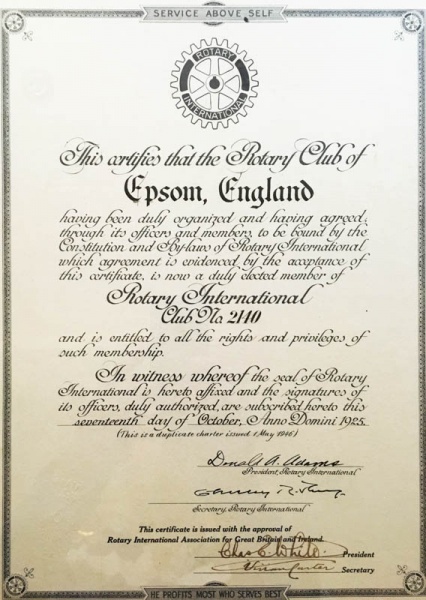 SERVICE ABOVE SELF
ROTARY
INTERNATIONAL
This certifies that the Rotary Club of
Epsom, England
having been duly organized and having agreed,
through its officers and members, to be bound by the
Constitution and By-laws of Rotary International
which agreement is evidenced by the acceptance of
this certificate, is now a duly elected member of
Rotary International
Club No. 2110
and is entitled to all the rights and privileges of
such membership.
In witness whereof the seal of Rotary
International is hereto affixed and the signatures of
its officers, duly authorized, are subscribed hereto this
seventeenth day of October, Anno Domini 1925.
(This is a duplicate charter issued 1 May 1946)
Donald A. Adams
President, Rotary International
Secretary, Rotary International
This certificate is issued with the approval of
Rotary International Association for Great Britain and Ireland.
Chas C. White President
Carter Secretary
HE PROFITS MOST WHO SERVES BEST